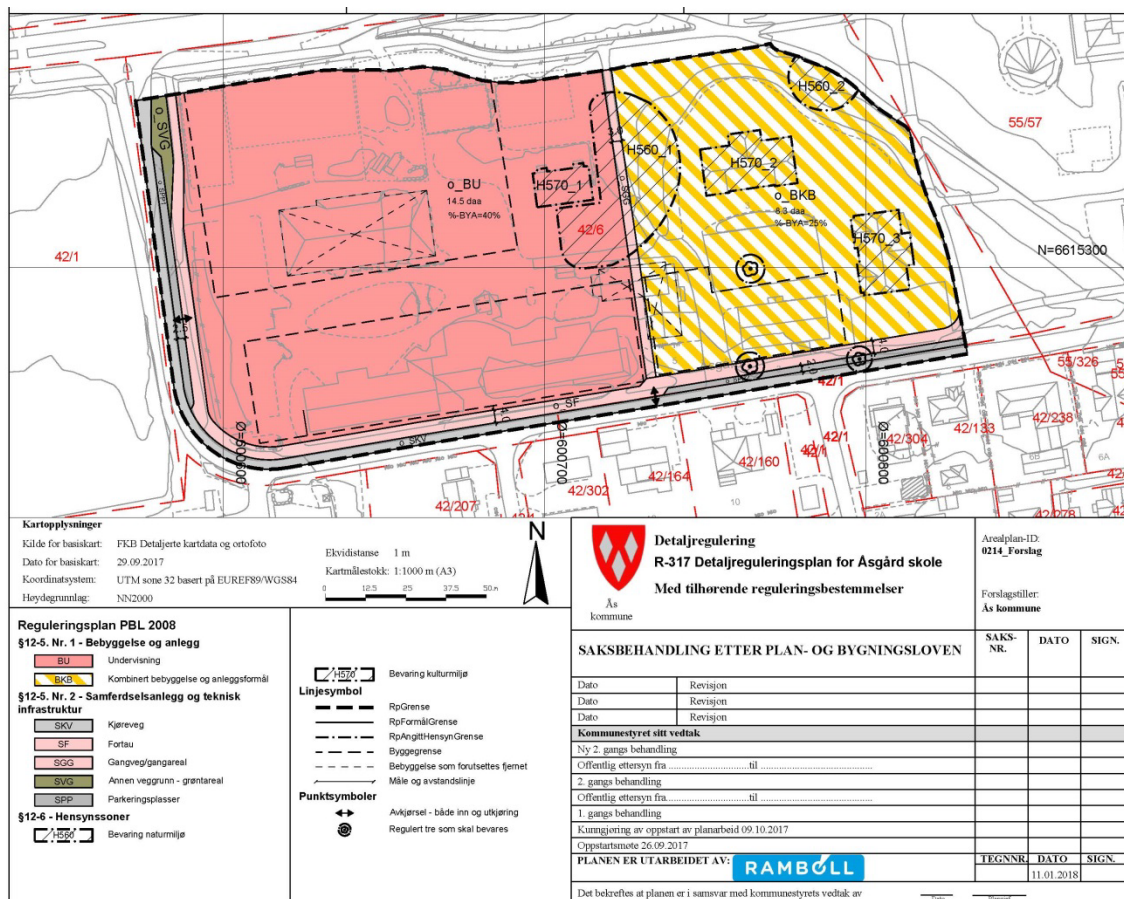 H560_2
55/57
o_SVG
H560_1
H570_2
o_BU
14.5 daa
%-BYA=40%
H570_1
o_SGG
o_BKB
%-BYA=25%
42/6
H570_3
42/1
N=6615300
55/326
42/1
o_SF
o_SKV
42/238
42/133
42/304
42/1
Ø=600600
Ø=600700
Ø=600800
42/160
42/164
42/302
42/207
6B
6A
10
2A
42/278
Kartopplysninger
Kilde for basiskart: FKB Detaljerte kartdata og ortofoto
Dato for basiskart: 29.09.2017
Koordinatsystem: UTM sone 32 basert på EUREF89/WGS84
Høydegrunnlag: NN2000
Ekvidistanse 1 m
Kartmålestokk: 1:1000 m (A3)
0 12.5 25 37.5 50 m
N
Reguleringsplan PBL 2008
§12-5. Nr. 1 - Bebyggelse og anlegg
BU Undervisning
BKB Kombinert bebyggelse og anleggsformål
§12-5. Nr. 2 - Samferdselsanlegg og teknisk
infrastruktur
SKV Kjøreveg
SF Fortau
SGG Gangveg/gangareal
SVG Annen veggrunn - grøntareal
SPP Parkeringsplasser
§12-6 - Hensynssoner
H560 Bevaring naturmiljø
H570 Bevaring kulturmiljø
Linjesymbol
RpGrense
RpFormålGrense
RpAngittHensynGrense
Byggegrense
Bebyggelse som forutsettes fjernet
Måle og avstandslinje
Punktsymboler
Avkjørsel - både inn og utkjøring
Regulert tre som skal bevares
Ås
kommune
Detaljregulering
R-317 Detaljreguleringsplan for Åsgård skole
Med tilhørende reguleringsbestemmelser
Arealplan-ID:
0214_Forslag
Forslagstiller:
Ås kommune
SAKSBEHANDLING ETTER PLAN- OG BYGNINGSLOVEN
SAKS-
NR.
DATO
SIGN.
Dato Revisjon
Dato Revisjon
Dato Revisjon
Kommunestyret sitt vedtak
Ny 2. gangs behandling
Offentlig ettersyn fra ..............................til ..............................
2. gangs behandling
Offentlig ettersyn fra..............................til ..............................
1. gangs behandling
Kunngjøring av oppstart av planarbeid 09.10.2017
Oppstartsmøte 26.09.2017
PLANEN ER UTARBEIDET AV: RAMBOLL
TEGNNR. DATO SIGN.
11.01.2018
Det bekreftes at planen er i samsvar med kommunestyrets vedtak av